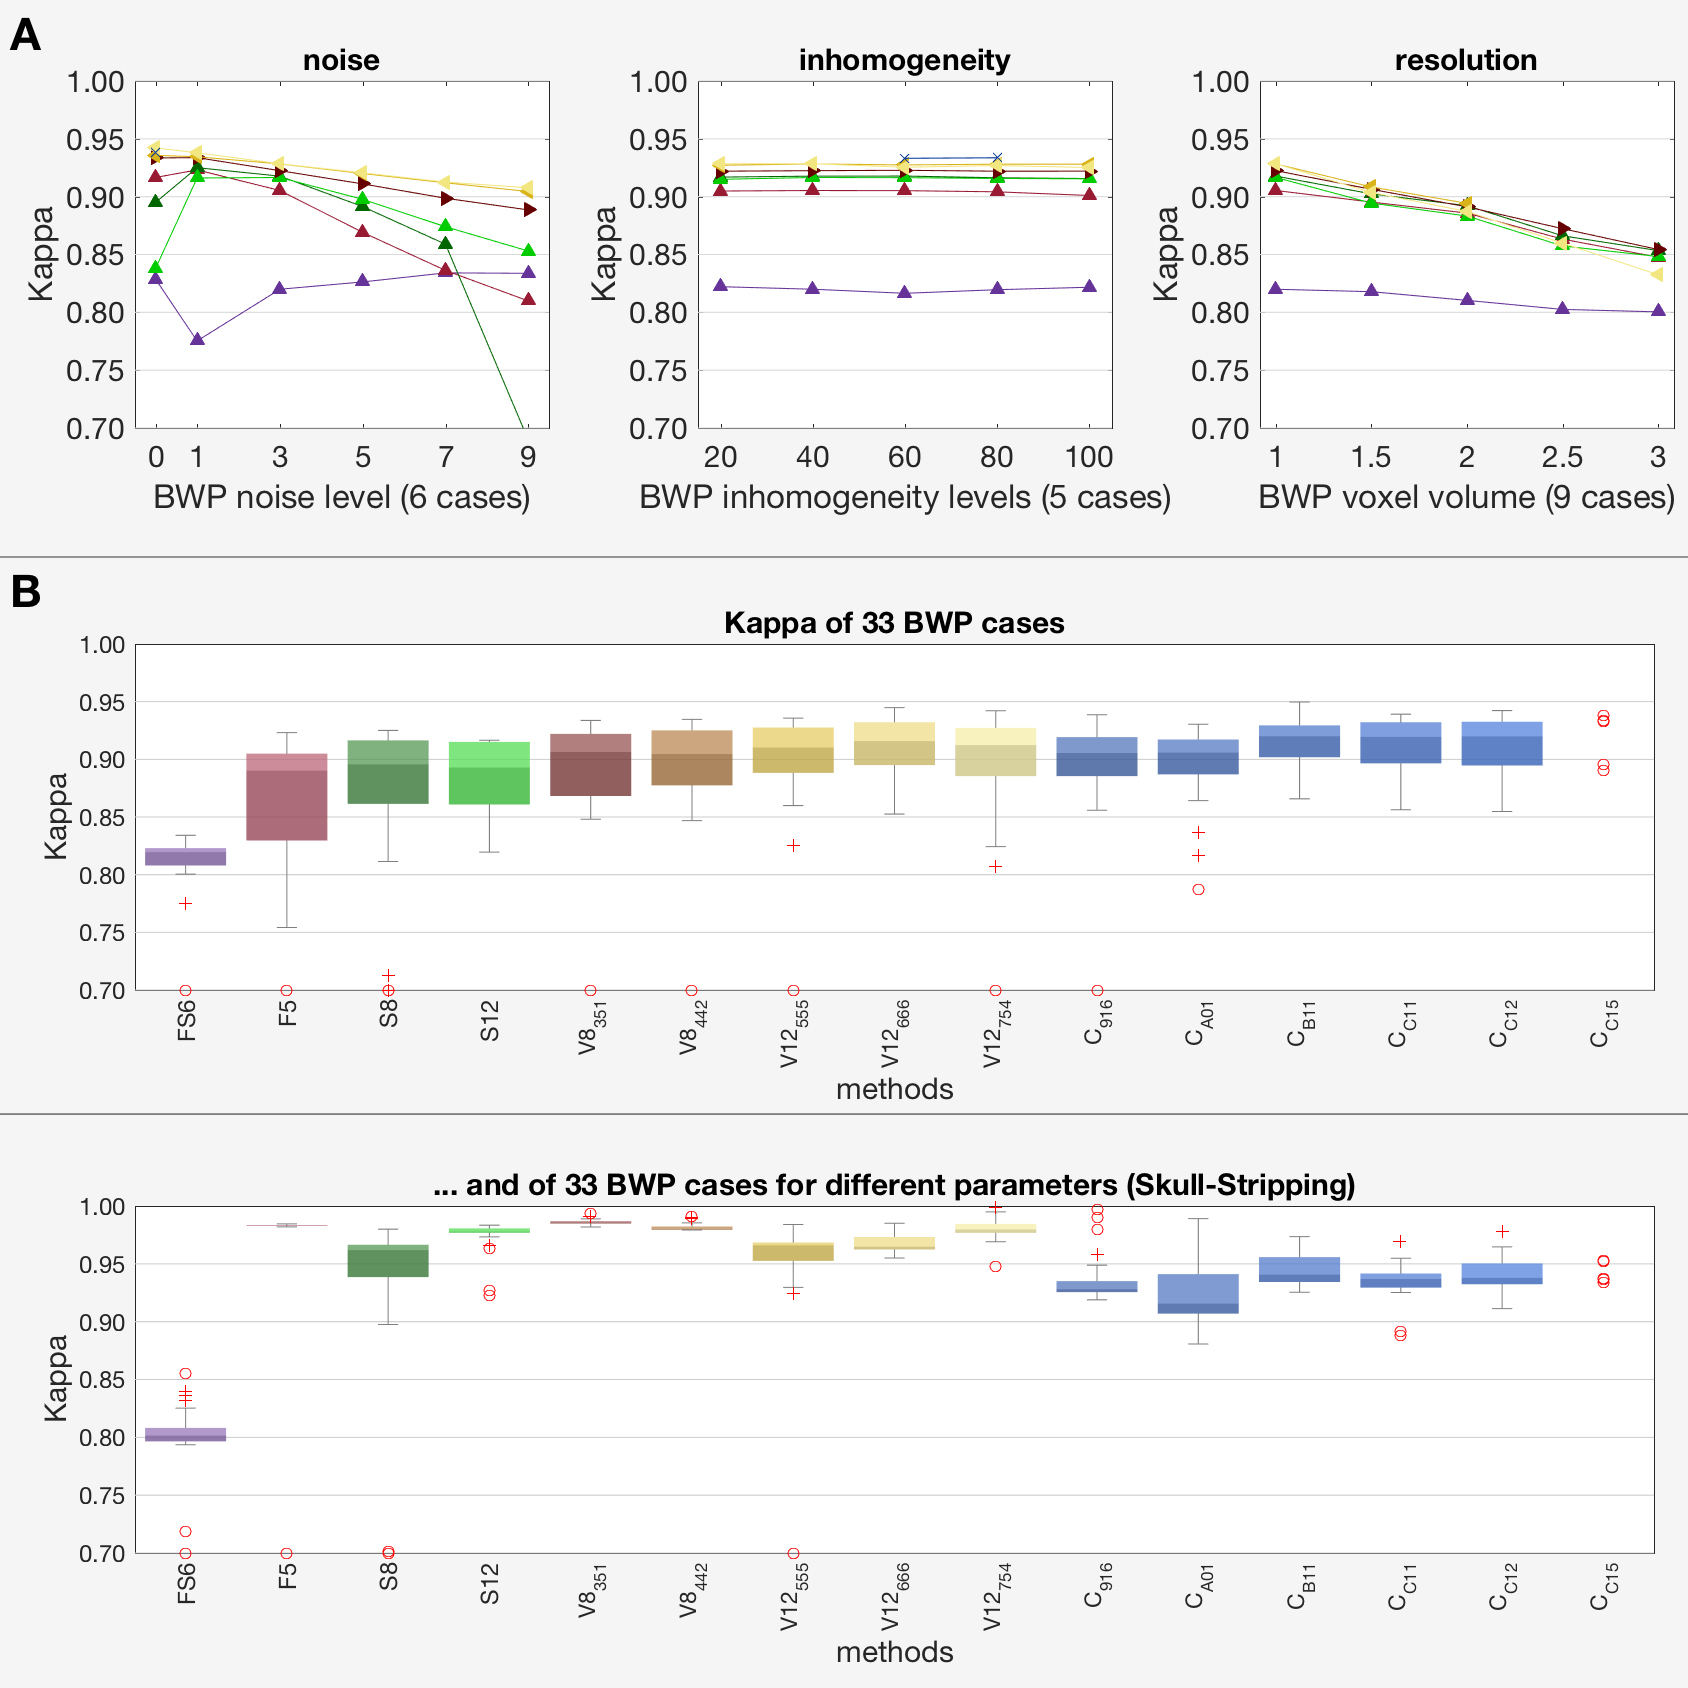 A
noise
1.00
0.95
0.90
0.85
0.80
0.75
0.70
Kappa
0 1 3 5 7 9
BWP noise level (6 cases)
inhomogeneity
1.00
0.95
0.90
0.85
0.80
0.75
0.70
Kappa
20 40 60 80 100
BWP inhomogeneity levels (5 cases)
resolution
1.00
0.95
0.90
0.85
0.80
0.75
0.70
Kappa
1 1.5 2 2.5 3
BWP voxel volume (9 cases)
B
Kappa of 33 BWP cases
1.00
0.95
0.90
0.85
0.80
0.75
0.70
Kappa
FS6 F5 S8 S12 V8351 V8442 V12555 V12666 V12754 C916 CA01 CB11 CC11 CC12 CC15
methods
... and of 33 BWP cases for different parameters (Skull-Stripping)
1.00
0.95
0.90
0.85
0.80
0.75
0.70
Kappa
FS6 F5 S8 S12 V8351 V8442 V12555 V12666 V12754 C916 CA01 CB11 CC11 CC12 CC15
methods